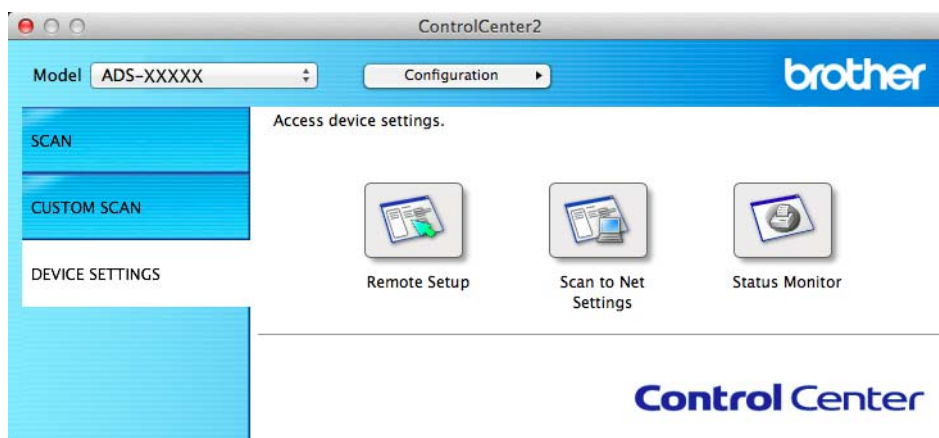 ControlCenter2
Model ADS-XXXXX Configuration
brother
SCAN
CUSTOM SCAN
DEVICE SETTINGS
Access device settings.
Remote Setup
Scan to Net
Settings
Status Monitor
Control Center